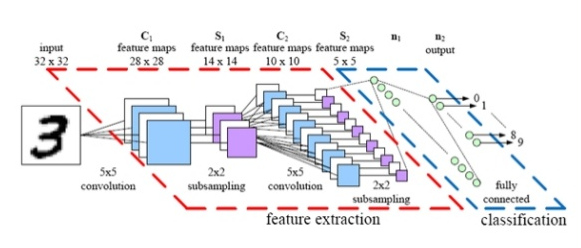 C₁ S₁ C₂ S₂ n₁ n₂
input feature maps feature maps feature maps feature maps output
32 x 32 28 x 28 14 x 14 10 x 10 5 x 5
0
1
3
8
9
5x5 2x2 5x5 2x2 fully
convolution subsampling convolution subsampling connected
feature extraction classification